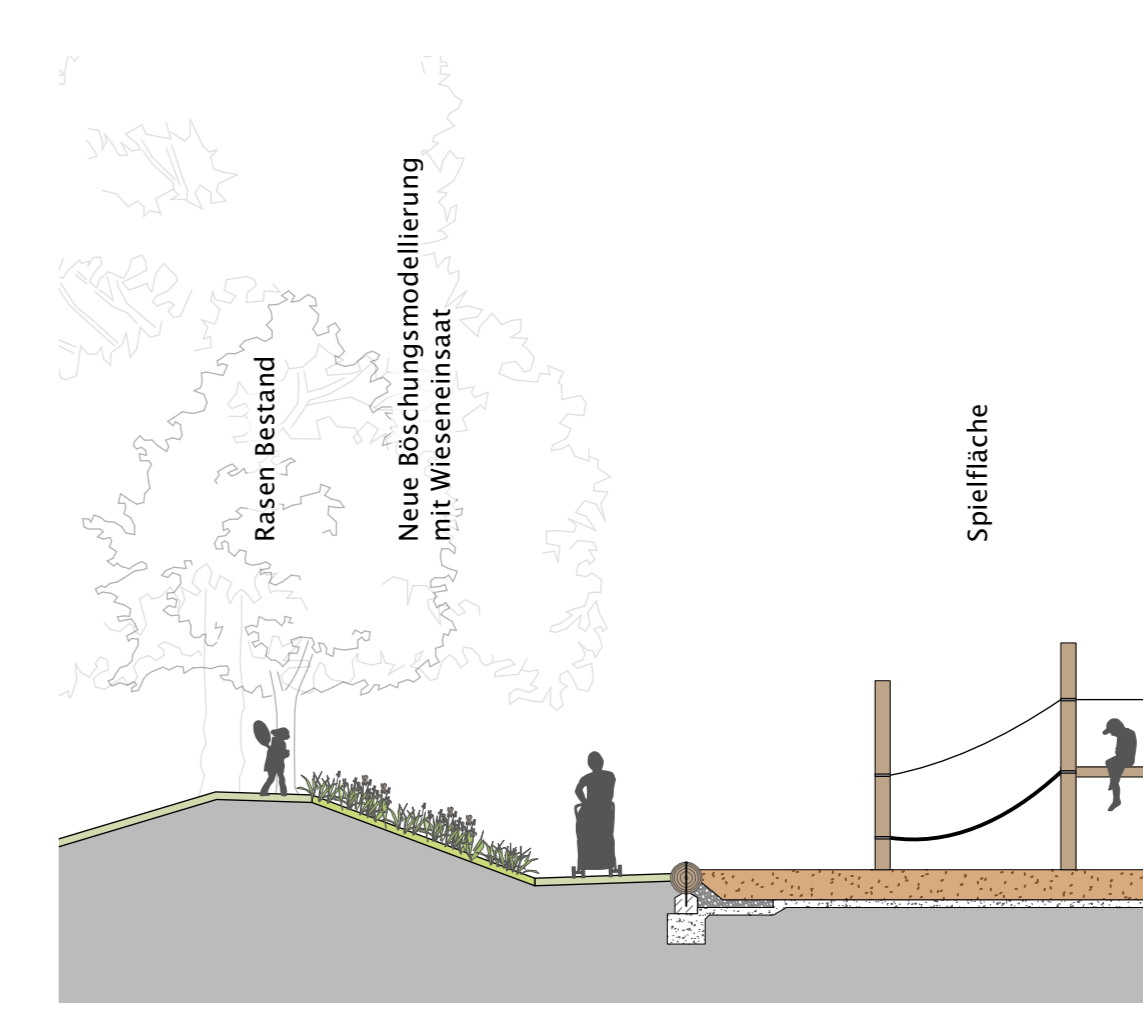 Rasen Bestand
Neue Böschungsmodellierung
mit Wieseneinsaat
Spielfläche